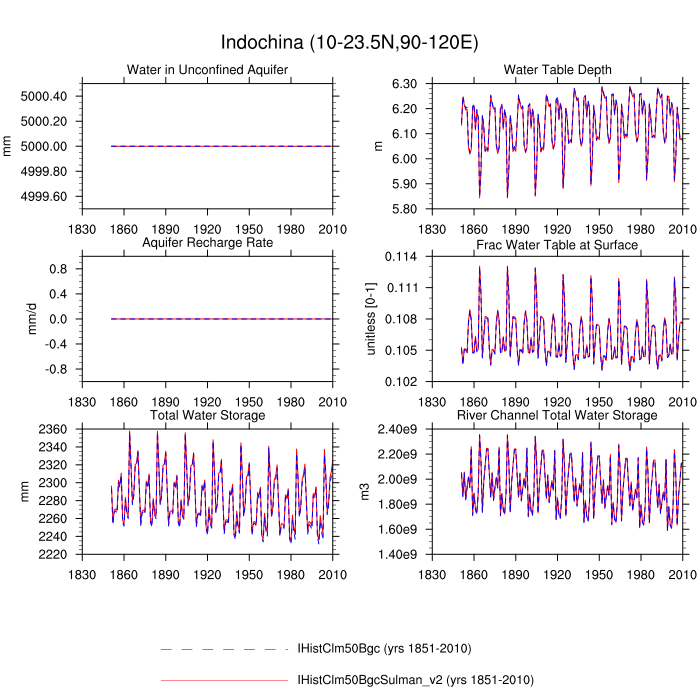 Indochina (10-23.5N,90-120E)
Water in Unconfined Aquifer
mm
5000.40
5000.20
5000.00
4999.80
4999.60
1830 1860 1890 1920 1950 1980 2010
Water Table Depth
m
6.30
6.20
6.10
6.00
5.90
5.80
1830 1860 1890 1920 1950 1980 2010
Aquifer Recharge Rate
mm/d
0.8
0.4
0.0
-0.4
-0.8
1830 1860 1890 1920 1950 1980 2010
Frac Water Table at Surface
unitless [0-1]
0.114
0.111
0.108
0.105
0.102
1830 1860 1890 1920 1950 1980 2010
Total Water Storage
mm
2360
2340
2320
2300
2280
2260
2240
2220
1830 1860 1890 1920 1950 1980 2010
River Channel Total Water Storage
m3
2.40e9
2.20e9
2.00e9
1.80e9
1.60e9
1.40e9
1830 1860 1890 1920 1950 1980 2010
IHistClm50Bgc (yrs 1851-2010)
IHistClm50BgcSulman_v2 (yrs 1851-2010)